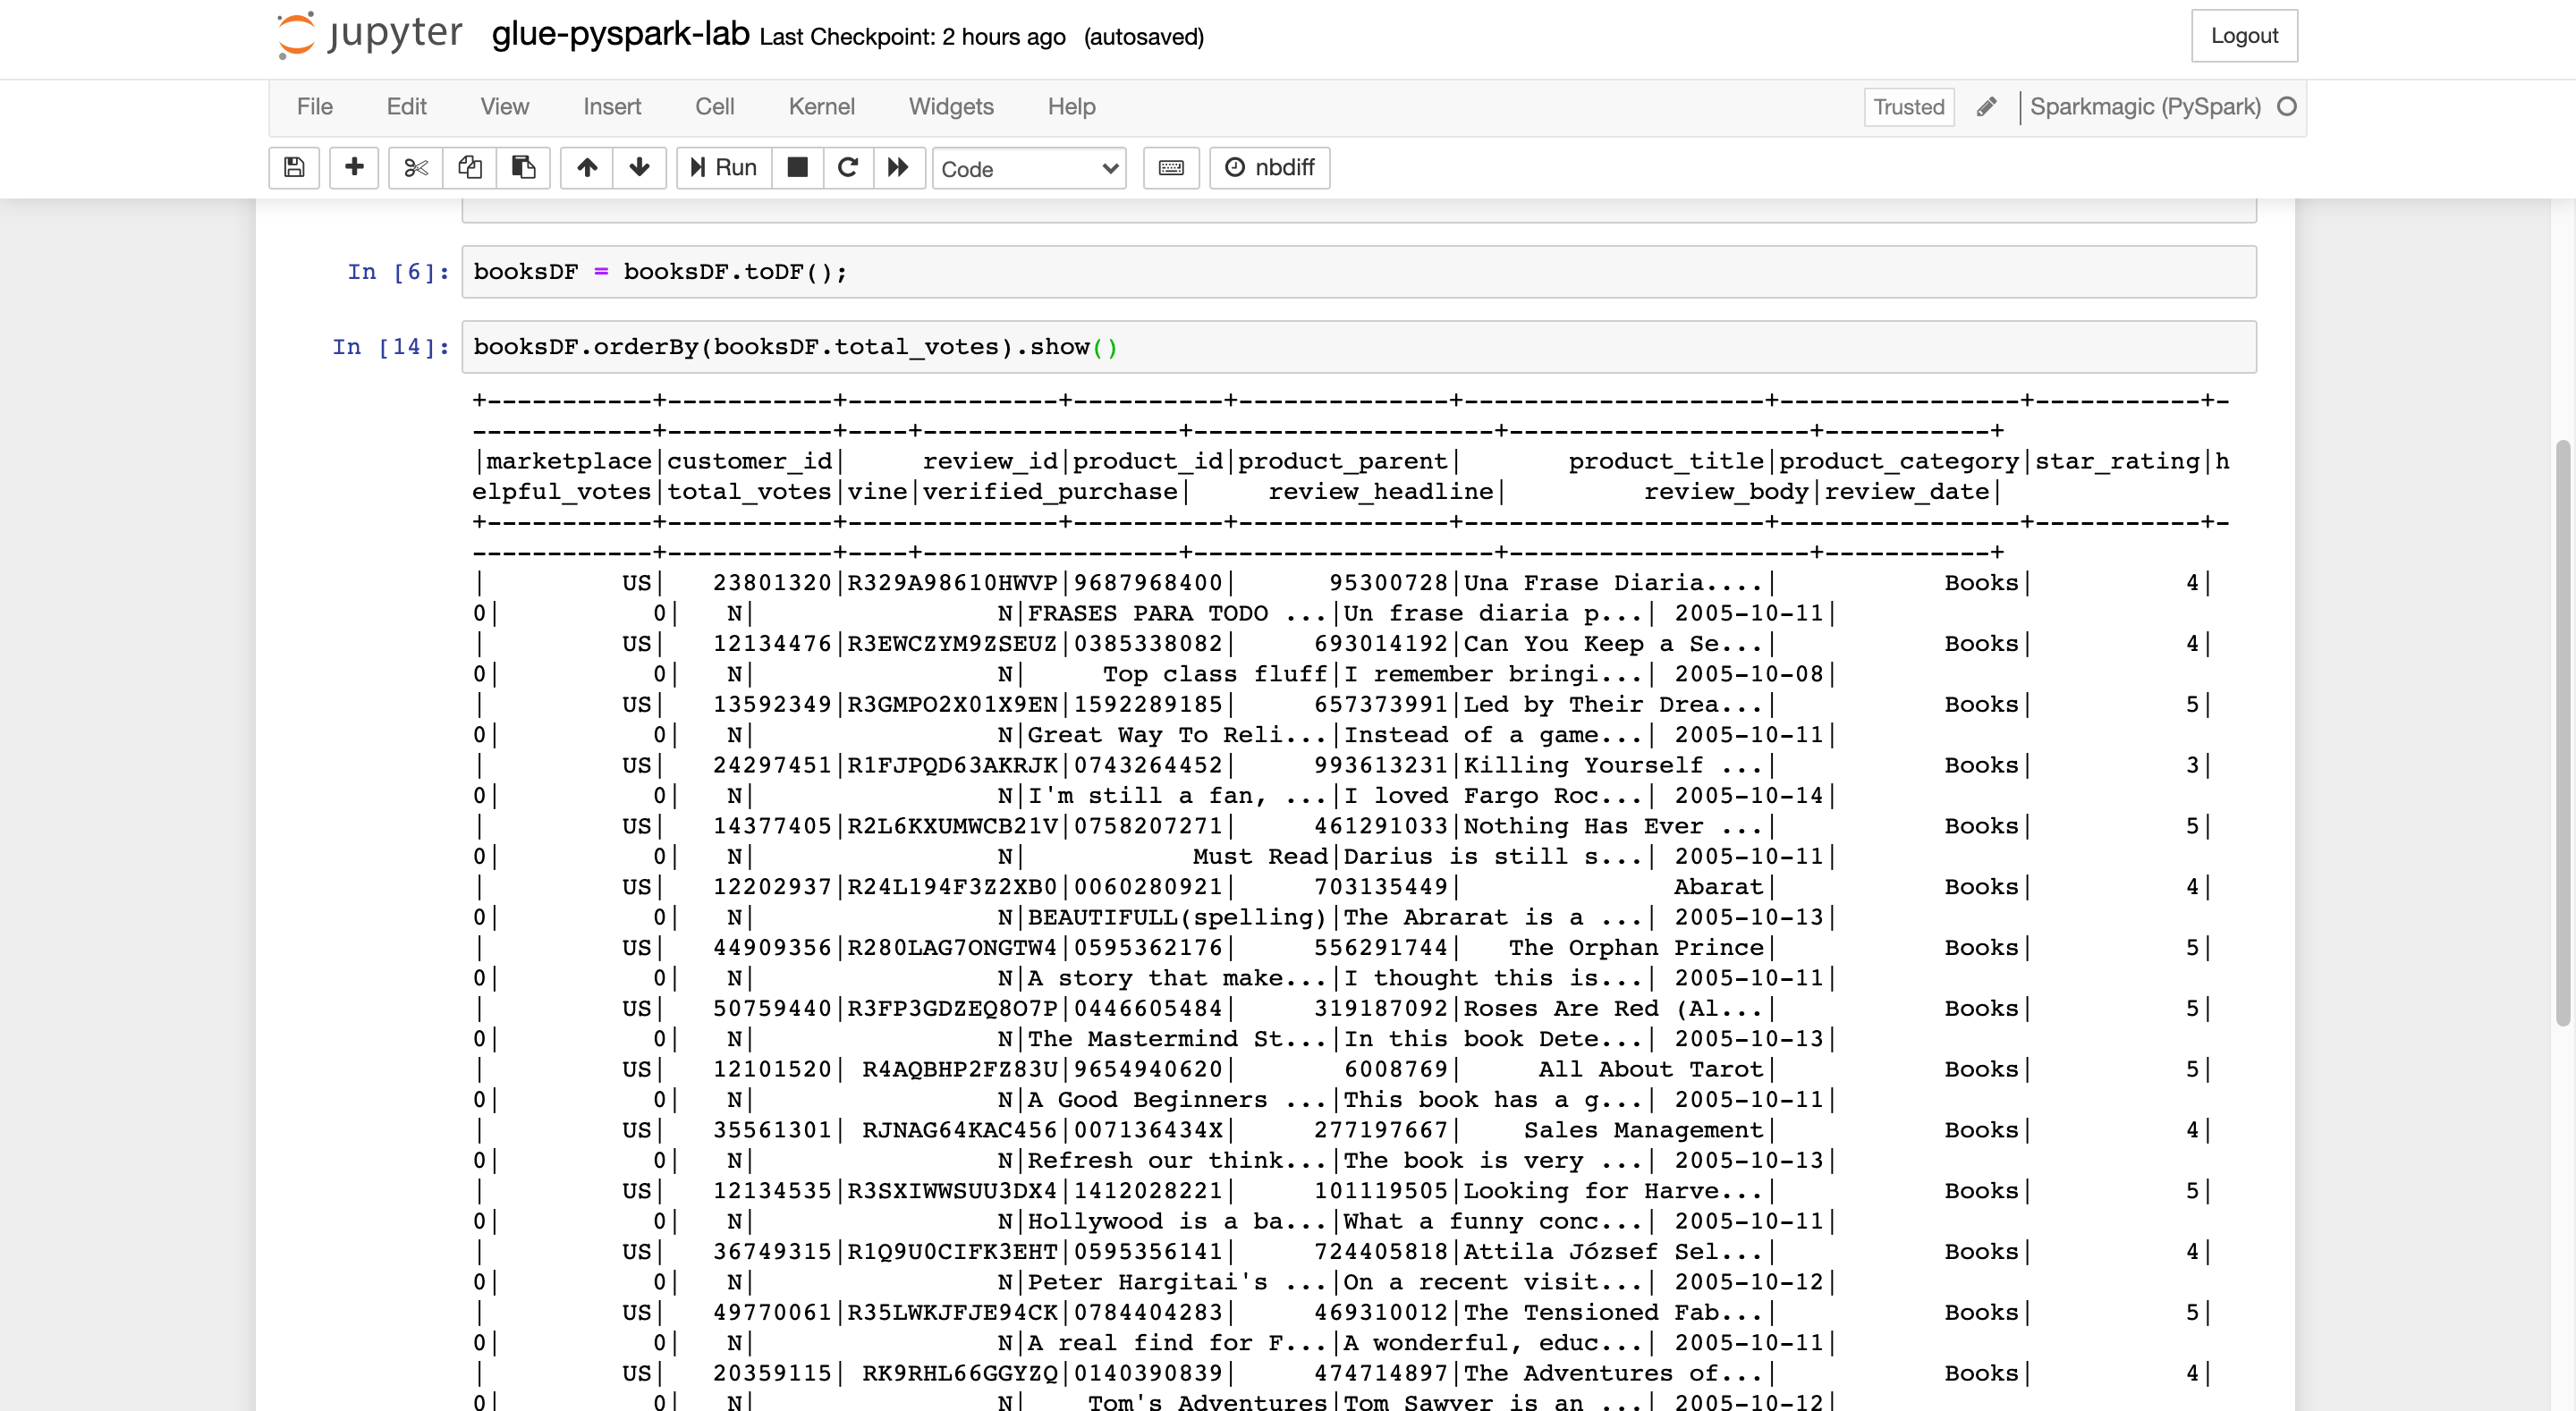 jupyter glue-pyspark-lab Last Checkpoint: 2 hours ago (autosaved) Logout
File Edit View Insert Cell Kernel Widgets Help Trusted Sparkmagic (PySpark)
Run Code nbdiff
In [6]: booksDF = booksDF.toDF();
In [14]: booksDF.orderBy(booksDF.total_votes).show()
+-----------+-----------+--------------+----------+--------------+--------------------+----------------+-----------+-
------------+-----------+----+-----------------+--------------------+--------------------+-----------+
|marketplace|customer_id|     review_id|product_id|product_parent|       product_title|product_category|star_rating|h
elpful_votes|total_votes|vine|verified_purchase|     review_headline|         review_body|review_date|
+-----------+-----------+--------------+----------+--------------+--------------------+----------------+-----------+-
------------+-----------+----+-----------------+--------------------+--------------------+-----------+
|         US|   23801320|R329A98610HWVP|9687968400|      95300728|Una Frase Diaria....|           Books|          4|
0|          0|   N|                N|FRASES PARA TODO ...|Un frase diaria p...| 2005-10-11|
|         US|   12134476|R3EWCZYM9ZSEUZ|0385338082|     693014192|Can You Keep a Se...|           Books|          4|
0|          0|   N|                N|     Top class fluff|I remember bringi...| 2005-10-08|
|         US|   13592349|R3GMPO2X01X9EN|1592289185|     657373991|Led by Their Drea...|           Books|          5|
0|          0|   N|                N|Great Way To Reli...|Instead of a game...| 2005-10-11|
|         US|   24297451|R1FJPQD63AKRJK|0743264452|     993613231|Killing Yourself ...|           Books|          3|
0|          0|   N|                N|I'm still a fan, ...|I loved Fargo Roc...| 2005-10-14|
|         US|   14377405|R2L6KXUMWCB21V|0758207271|     461291033|Nothing Has Ever ...|           Books|          5|
0|          0|   N|                N|           Must Read|Darius is still s...| 2005-10-11|
|         US|   12202937|R24L194F3Z2XB0|0060280921|     703135449|              Abarat|           Books|          4|
0|          0|   N|                N|BEAUTIFULL(spelling)|The Abrarat is a ...| 2005-10-13|
|         US|   44909356|R280LAG7ONGTW4|0595362176|     556291744|   The Orphan Prince|           Books|          5|
0|          0|   N|                N|A story that make...|I thought this is...| 2005-10-11|
|         US|   50759440|R3FP3GDZEQ8O7P|0446605484|     319187092|Roses Are Red (Al...|           Books|          5|
0|          0|   N|                N|The Mastermind St...|In this book Dete...| 2005-10-13|
|         US|   12101520| R4AQBHP2FZ83U|9654940620|       6008769|     All About Tarot|           Books|          5|
0|          0|   N|                N|A Good Beginners ...|This book has a g...| 2005-10-11|
|         US|   35561301| RJNAG64KAC456|007136434X|     277197667|    Sales Management|           Books|          4|
0|          0|   N|                N|Refresh our think...|The book is very ...| 2005-10-13|
|         US|   12134535|R3SXIWWSUU3DX4|1412028221|     101119505|Looking for Harve...|           Books|          5|
0|          0|   N|                N|Hollywood is a ba...|What a funny conc...| 2005-10-11|
|         US|   36749315|R1Q9U0CIFK3EHT|0595356141|     724405818|Attila József Sel...|           Books|          4|
0|          0|   N|                N|Peter Hargitai's ...|On a recent visit...| 2005-10-12|
|         US|   49770061|R35LWKJFJE94CK|0784404283|     469310012|The Tensioned Fab...|           Books|          5|
0|          0|   N|                N|A real find for F...|A wonderful, educ...| 2005-10-11|
|         US|   20359115| RK9RHL66GGYZQ|0140390839|     474714897|The Adventures of...|           Books|          4|
0|          0|   N|                N|    Tom's Adventures|Tom Sawyer is an ...| 2005-10-12|